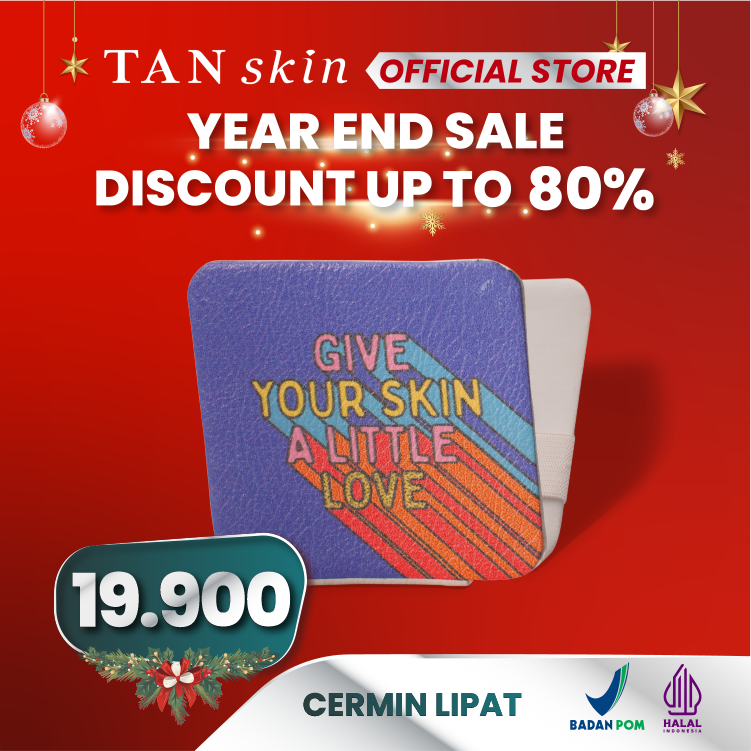 TAN skin OFFICIAL STORE
YEAR END SALE
DISCOUNT UP TO 80%
GIVE
YOUR SKIN
A LITTLE
LOVE
19.900
CERMIN LIPAT
BADAN POM
HALAL
INDONESIA